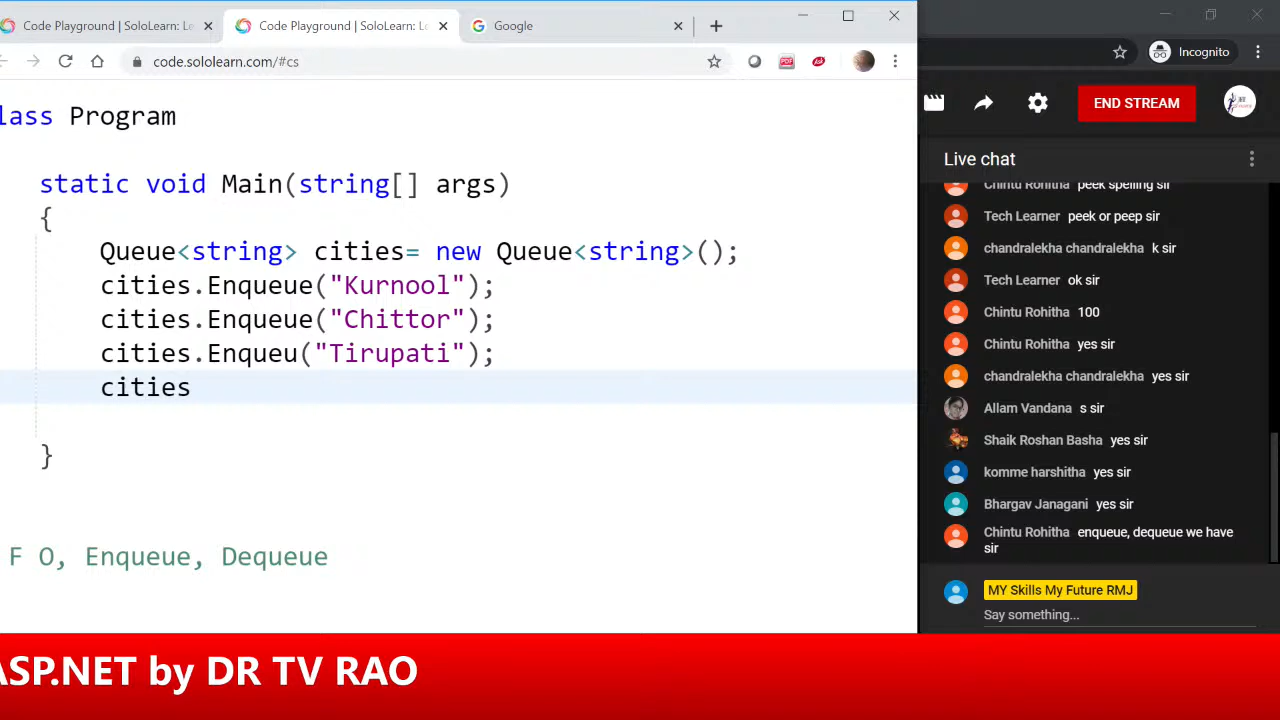 Code Playground | SoloLearn: Le
Code Playground | SoloLearn: Le
Google
code.sololearn.com/#cs
Incognito
END STREAM
Live chat
lass Program
static void Main(string[] args)
{
Queue<string> cities= new Queue<string>();
cities.Enqueue("Kurnool");
cities.Enqueue("Chittor");
cities.Enqueu("Tirupati");
cities
}
F O, Enqueue, Dequeue
Chintu Rohitha peek spelling sir
Tech Learner peek or peep sir
chandralekha chandralekha k sir
Tech Learner ok sir
Chintu Rohitha 100
Chintu Rohitha yes sir
chandralekha chandralekha yes sir
Allam Vandana s sir
Shaik Roshan Basha yes sir
komme harshitha yes sir
Bhargav Janagani yes sir
Chintu Rohitha enqueue, dequeue we have
sir
MY Skills My Future RMJ
Say something...
ASP.NET by DR TV RAO